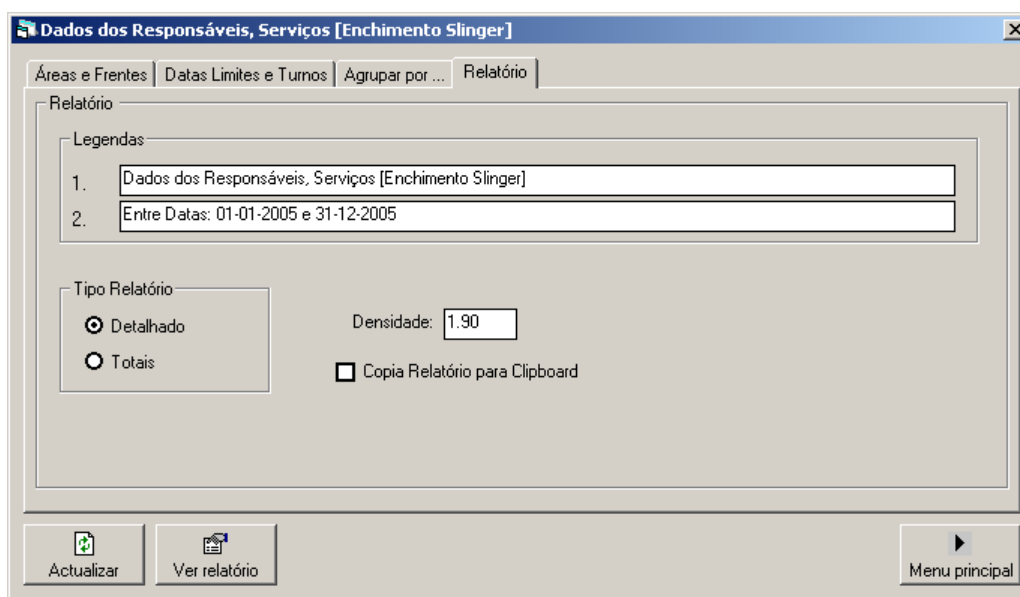 Dados dos Responsáveis, Serviços [Enchimento Slinger]
Áreas e Frentes Datas Limites e Turnos Agrupar por ... Relatório
Relatório
Legendas
1. Dados dos Responsáveis, Serviços [Enchimento Slinger]
2. Entre Datas: 01-01-2005 e 31-12-2005
Tipo Relatório
Detalhado
Totais
Densidade: 1.90
Copia Relatório para Clipboard
Actualizar Ver relatório Menu principal